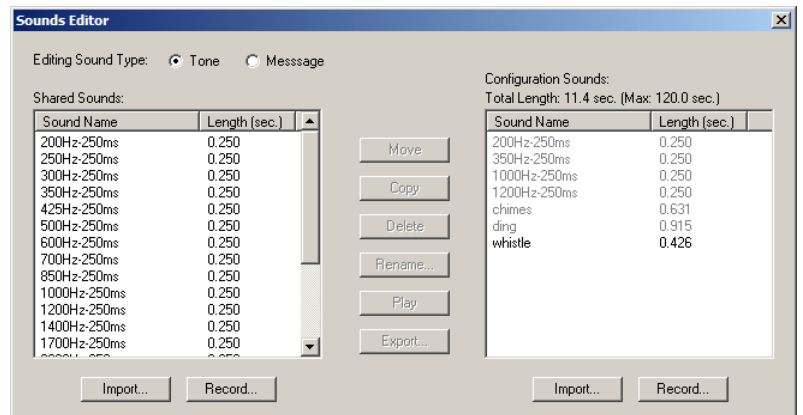 Sounds Editor
Editing Sound Type: Tone Messsage
Shared Sounds:
Sound Name Length (sec.)
200Hz-250ms 0.250
250Hz-250ms 0.250
300Hz-250ms 0.250
350Hz-250ms 0.250
425Hz-250ms 0.250
500Hz-250ms 0.250
600Hz-250ms 0.250
700Hz-250ms 0.250
850Hz-250ms 0.250
1000Hz-250ms 0.250
1200Hz-250ms 0.250
1400Hz-250ms 0.250
1700Hz-250ms 0.250
Import... Record...
Move
Copy
Delete
Rename...
Play
Export...
Configuration Sounds:
Total Length: 11.4 sec. (Max: 120.0 sec.)
Sound Name Length (sec.)
200Hz-250ms 0.250
350Hz-250ms 0.250
1000Hz-250ms 0.250
1200Hz-250ms 0.250
chimes 0.631
ding 0.915
whistle 0.426
Import... Record...